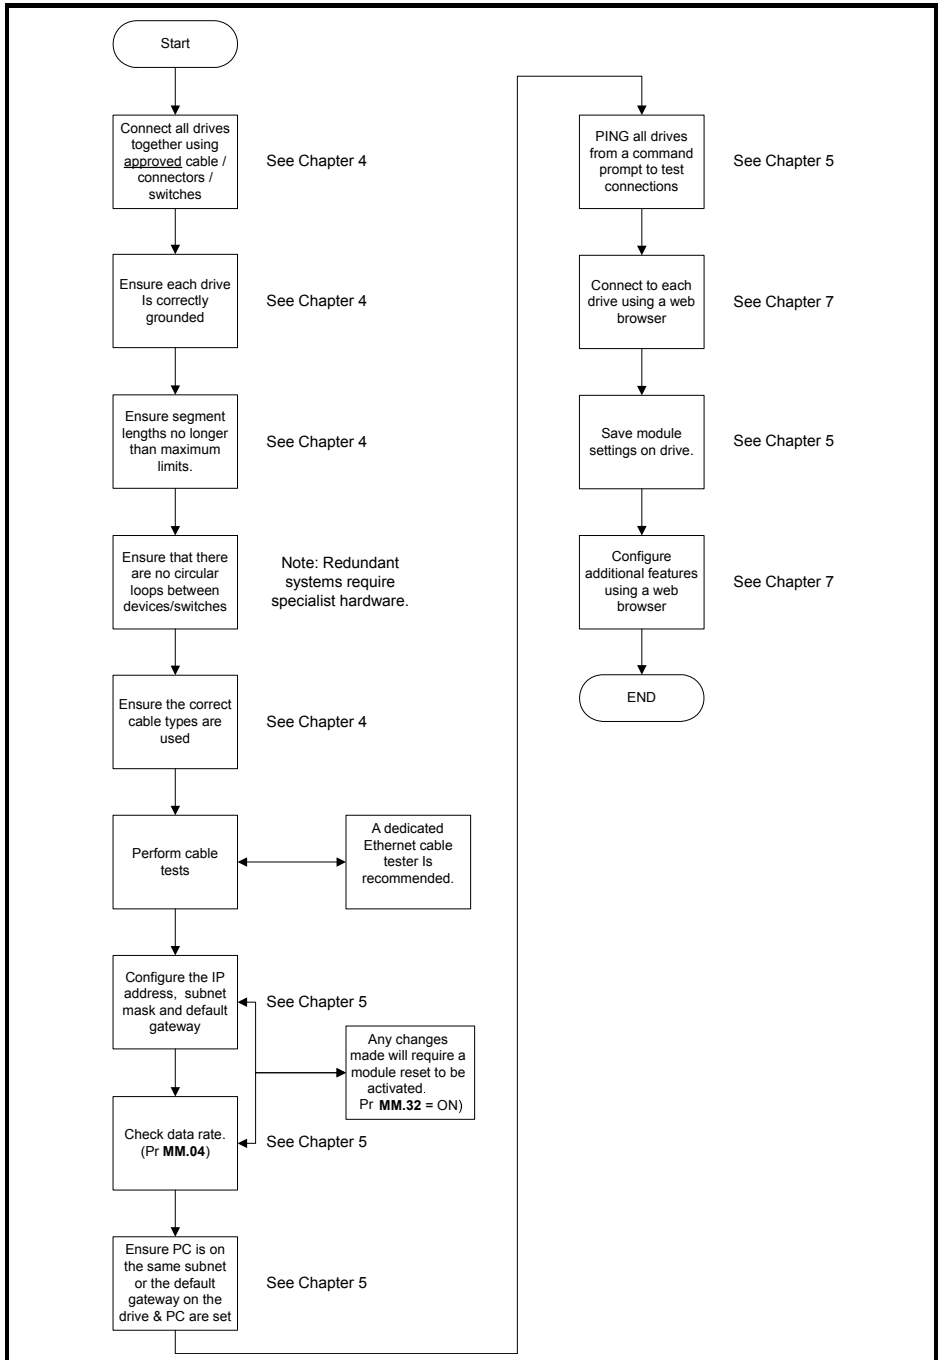 Start
Connect all drives
together using
approved cable /
connectors /
switches
See Chapter 4
Ensure each drive
Is correctly
grounded
See Chapter 4
Ensure segment
lengths no longer
than maximum
limits.
See Chapter 4
Ensure that there
are no circular
loops between
devices/switches
Note: Redundant
systems require
specialist hardware.
Ensure the correct
cable types are
used
See Chapter 4
Perform cable
tests
A dedicated
Ethernet cable
tester Is
recommended.
Configure the IP
address, subnet
mask and default
gateway
See Chapter 5
Any changes
made will require a
module reset to be
activated.
Pr MM.32 = ON)
Check data rate.
(Pr MM.04)
See Chapter 5
Ensure PC is on
the same subnet
or the default
gateway on the
drive & PC are set
See Chapter 5
PING all drives
from a command
prompt to test
connections
See Chapter 5
Connect to each
drive using a web
browser
See Chapter 7
Save module
settings on drive.
See Chapter 5
Configure
additional features
using a web
browser
See Chapter 7
END